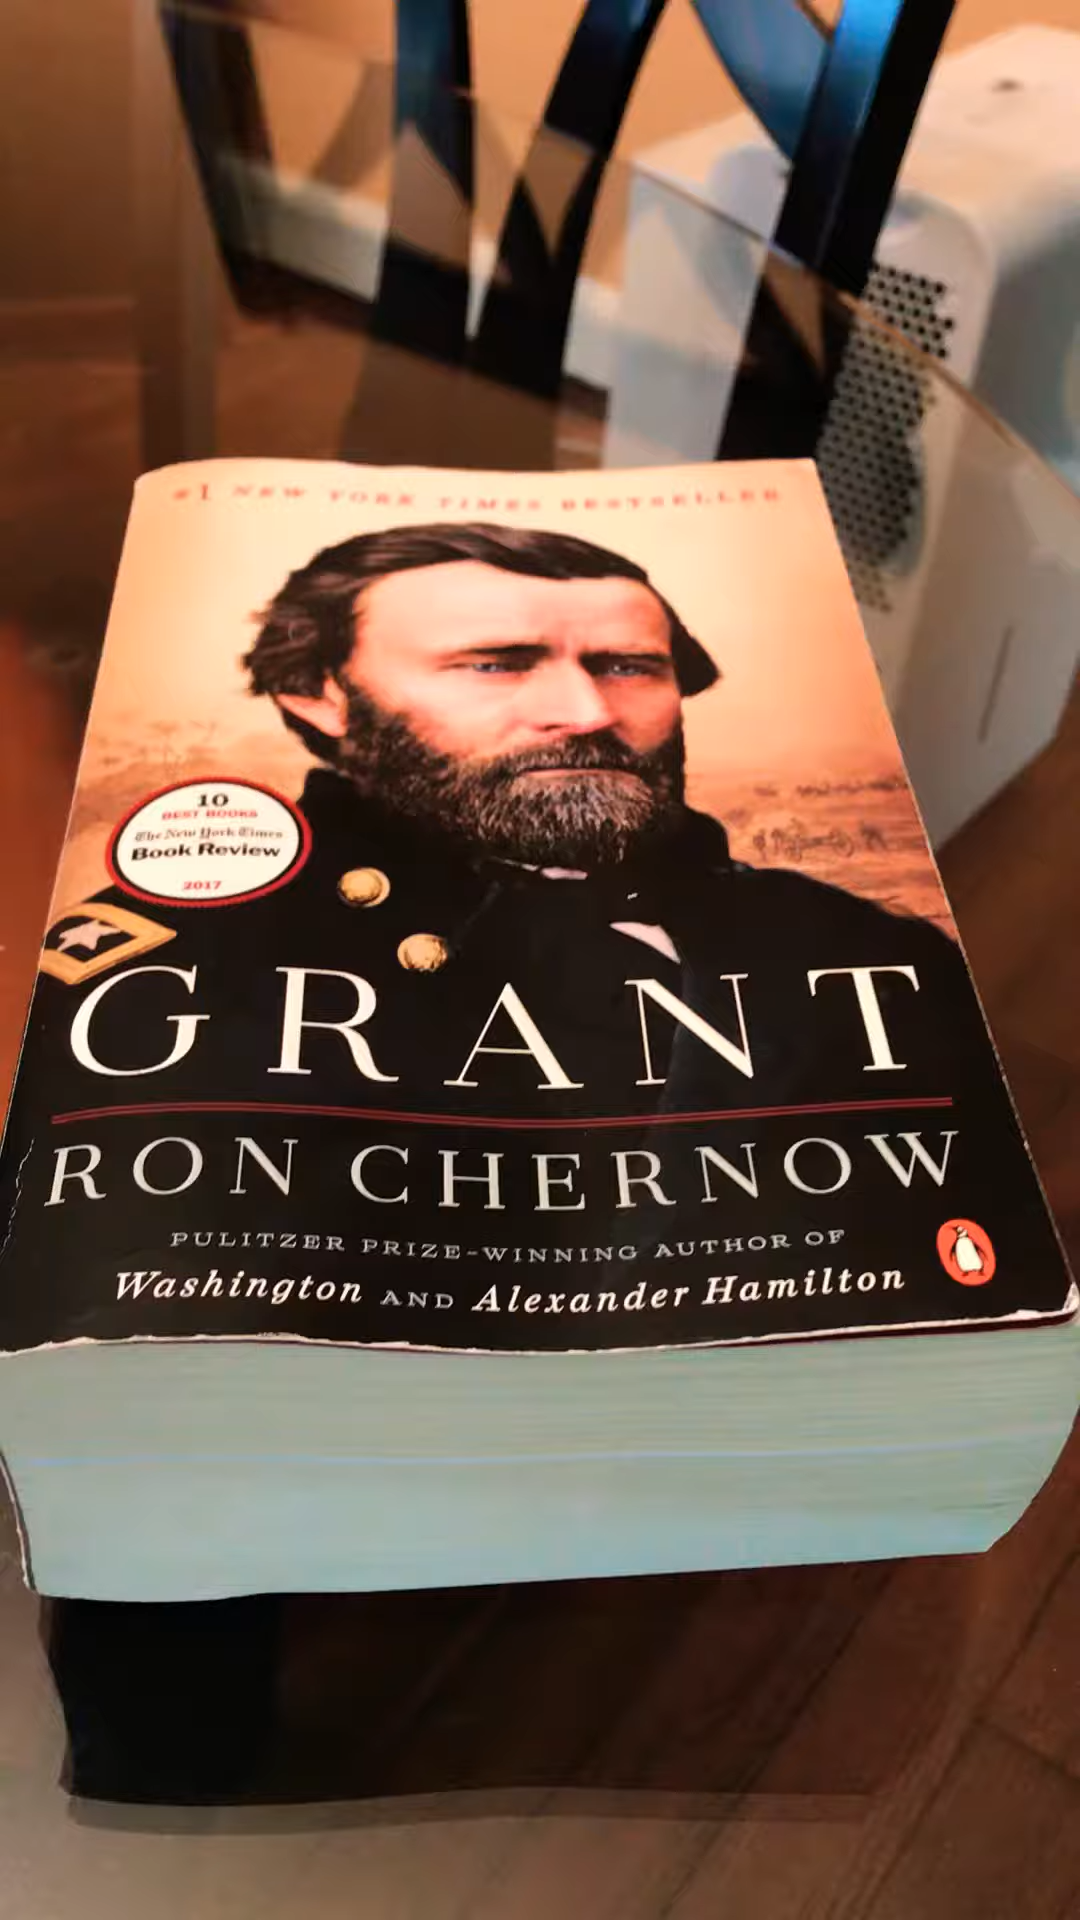 #1 NEW YORK TIMES BESTSELLER
10
BEST BOOKS
The New York Times
Book Review
2017
GRANT
RON CHERNOW
PULITZER PRIZE-WINNING AUTHOR OF
Washington AND Alexander Hamilton